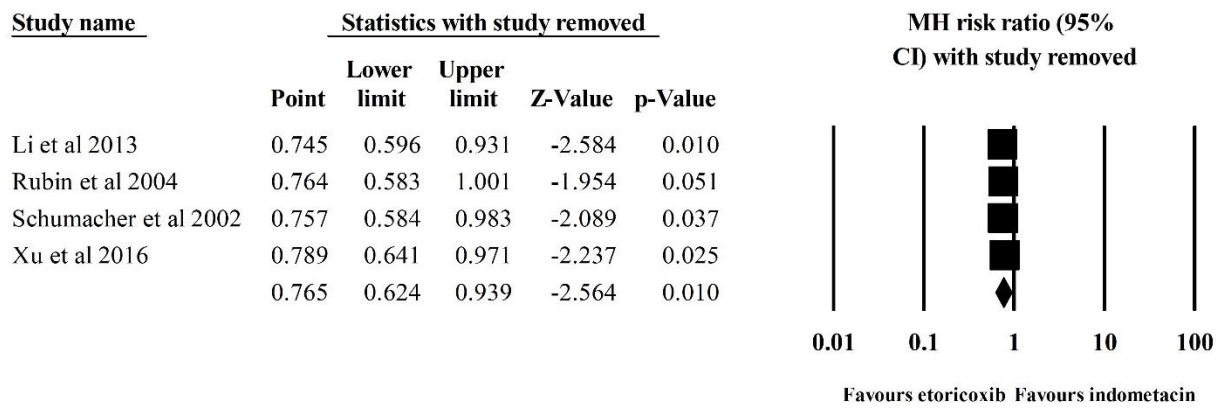 Study name Statistics with study removed MH risk ratio (95%
CI) with study removed
Lower Upper
Point limit limit Z-Value p-Value
Li et al 2013 0.745 0.596 0.931 -2.584 0.010
Rubin et al 2004 0.764 0.583 1.001 -1.954 0.051
Schumacher et al 2002 0.757 0.584 0.983 -2.089 0.037
Xu et al 2016 0.789 0.641 0.971 -2.237 0.025
0.765 0.624 0.939 -2.564 0.010
0.01 0.1 1 10 100
Favours etoricoxib Favours indometacin